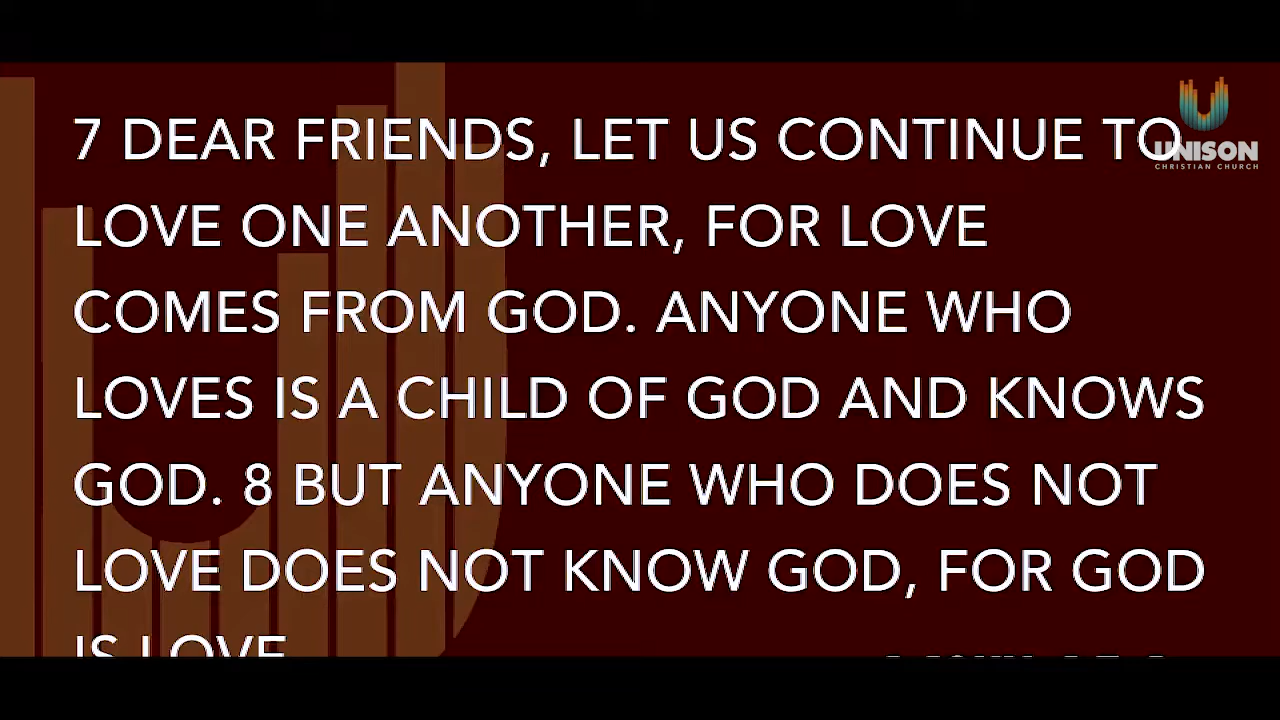 7 DEAR FRIENDS, LET US CONTINUE TO
LOVE ONE ANOTHER, FOR LOVE
COMES FROM GOD. ANYONE WHO
LOVES IS A CHILD OF GOD AND KNOWS
GOD. 8 BUT ANYONE WHO DOES NOT
LOVE DOES NOT KNOW GOD, FOR GOD
IS LOVE
UNISON
CHRISTIAN CHURCH